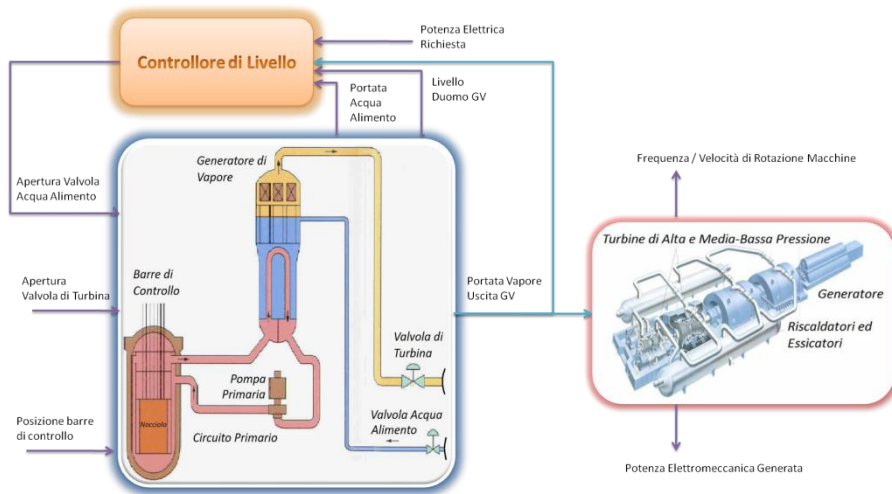 Potenza Elettrica
Richiesta
Controllore di Livello
Portata
Acqua
Alimento
Livello
Duomo GV
Generatore di
Vapore
Frequenza / Velocità di Rotazione Macchine
Apertura Valvola
Acqua Alimento
Turbine di Alta e Media-Bassa Pressione
Apertura
Valvola di Turbina
Barre di
Controllo
Portata Vapore
Uscita GV
Generatore
Riscaldatori ed
Essicatori
Valvola di
Turbina
Pompa
Primaria
Nocciolo
Valvola Acqua
Alimento
Posizione barre
di controllo
Circuito Primario
Potenza Elettromeccanica Generata